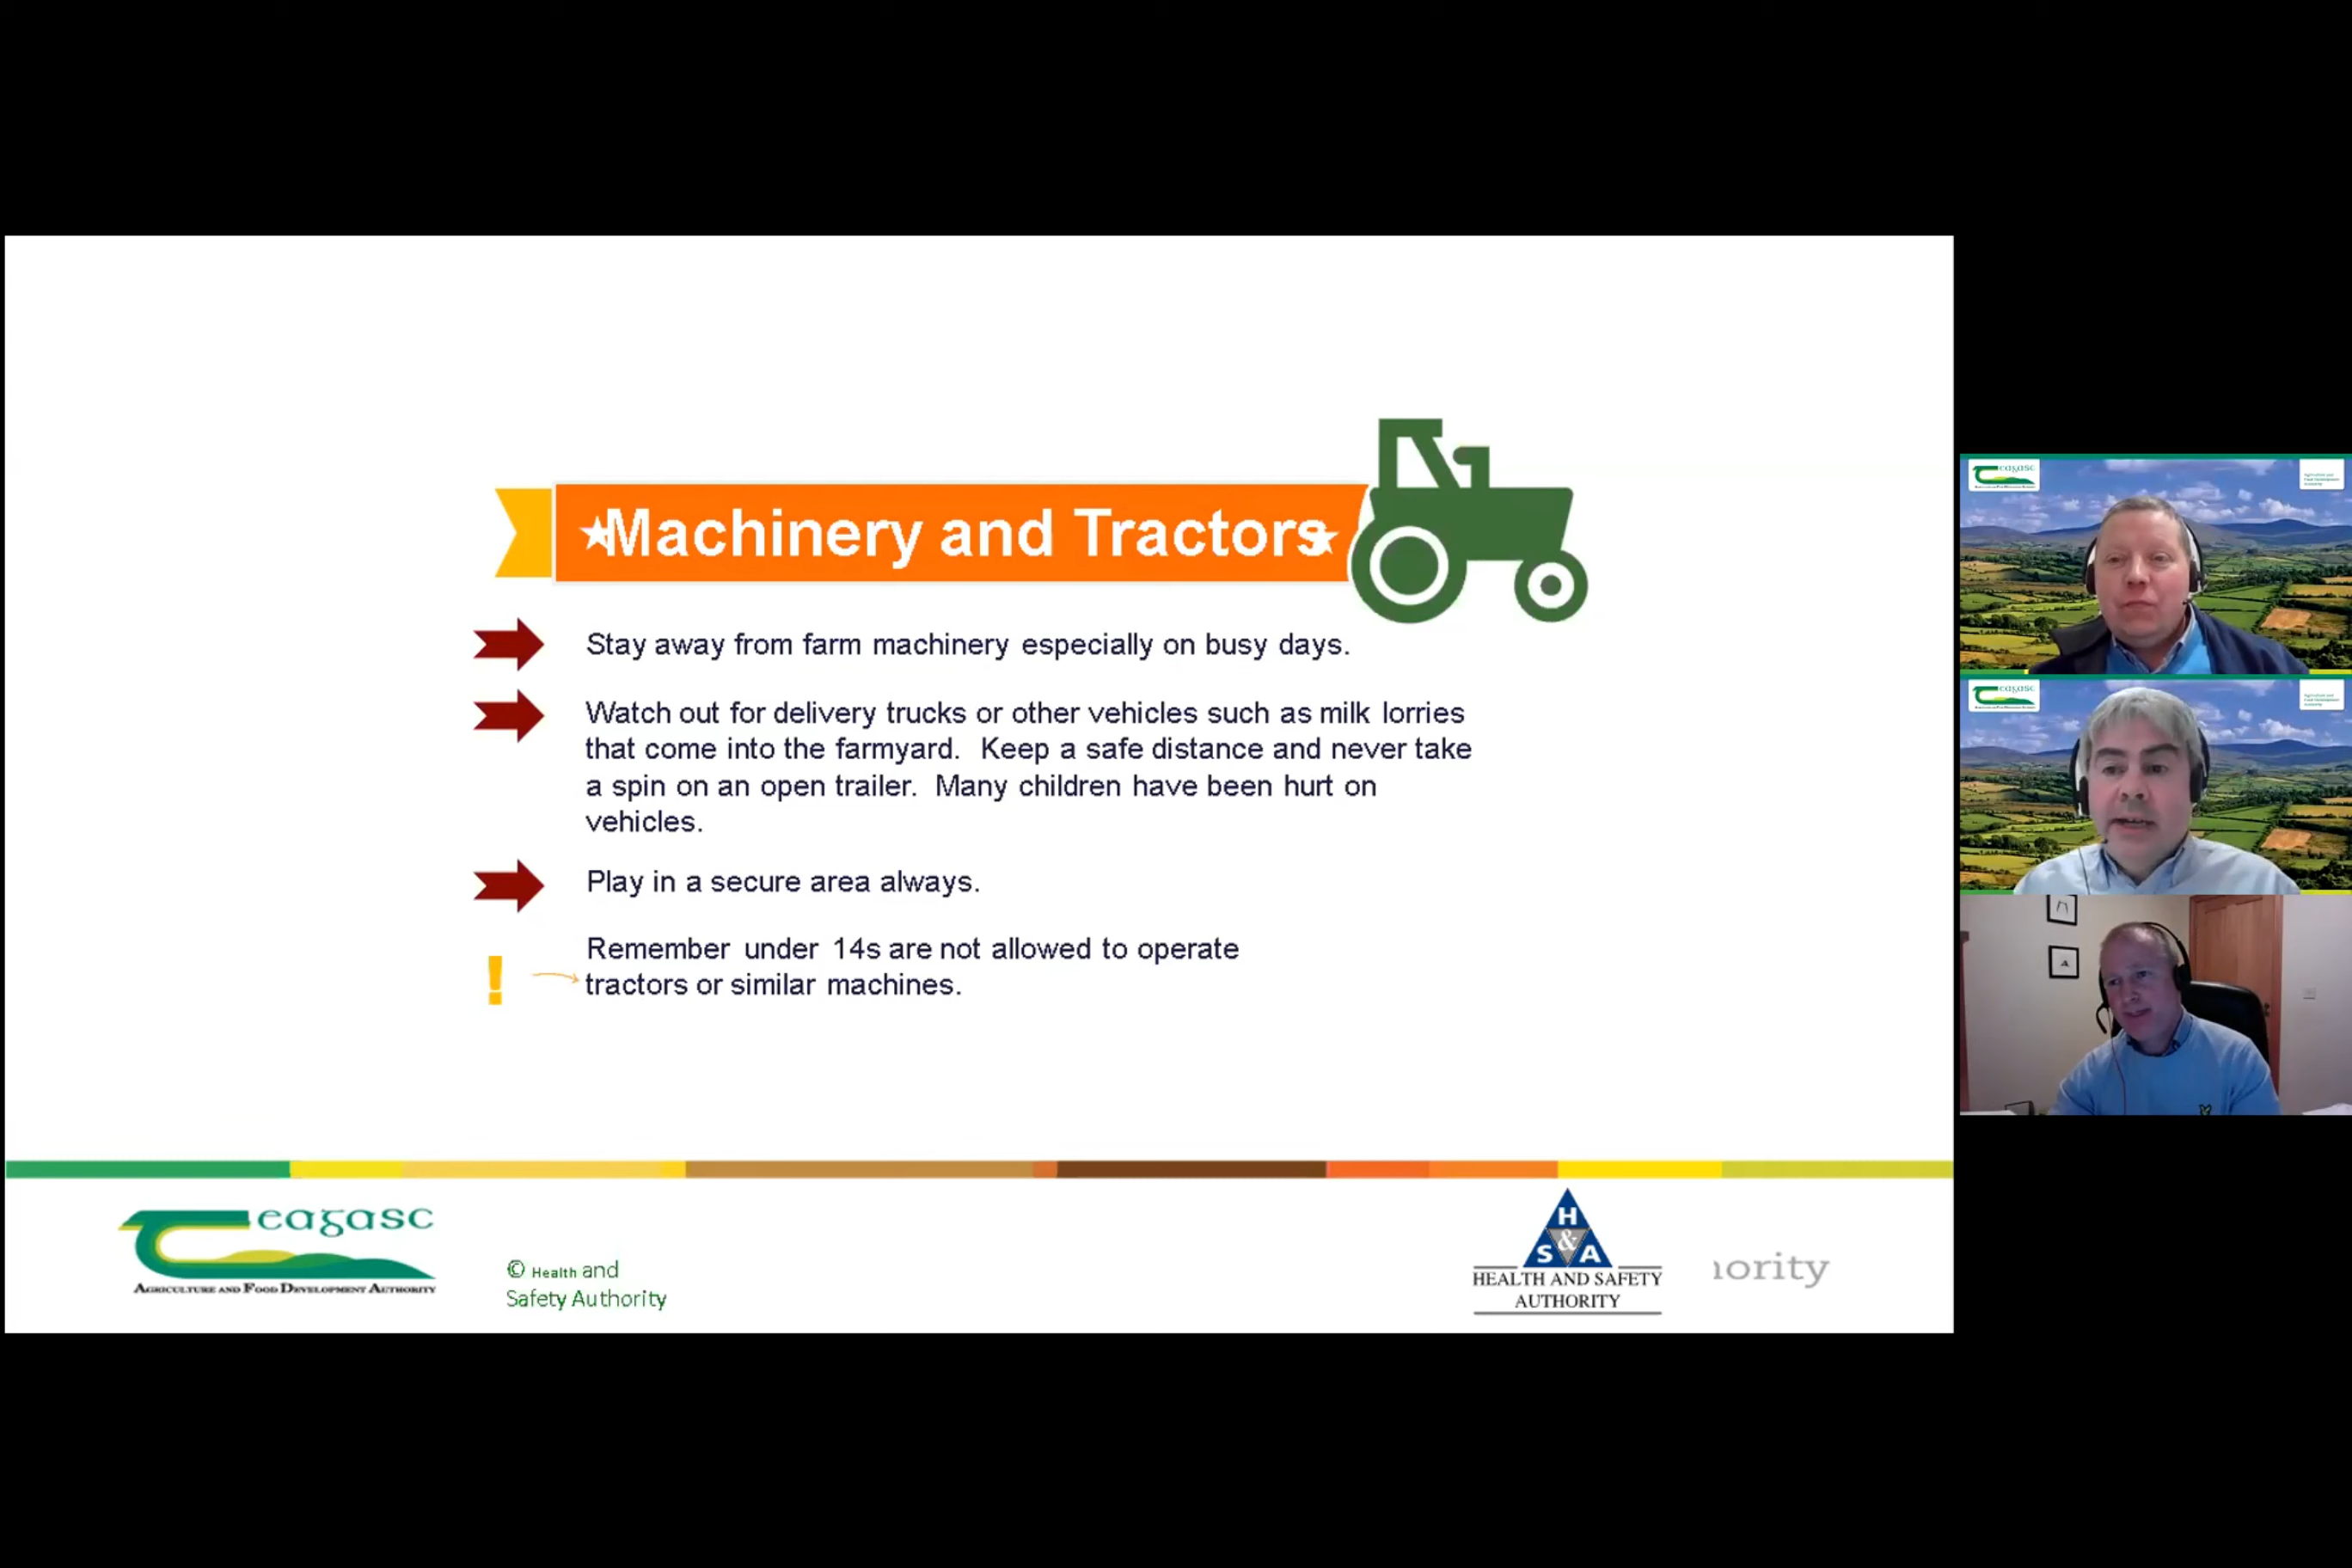 Machinery and Tractors
Stay away from farm machinery especially on busy days.
Watch out for delivery trucks or other vehicles such as milk lorries
that come into the farmyard.  Keep a safe distance and never take
a spin on an open trailer.  Many children have been hurt on
vehicles.
Play in a secure area always.
! Remember under 14s are not allowed to operate
tractors or similar machines.
Teagasc
AGRICULTURE AND FOOD DEVELOPMENT AUTHORITY
© Health and
Safety Authority
H
S & A
HEALTH AND SAFETY
AUTHORITY
ority
Teagasc
Teagasc